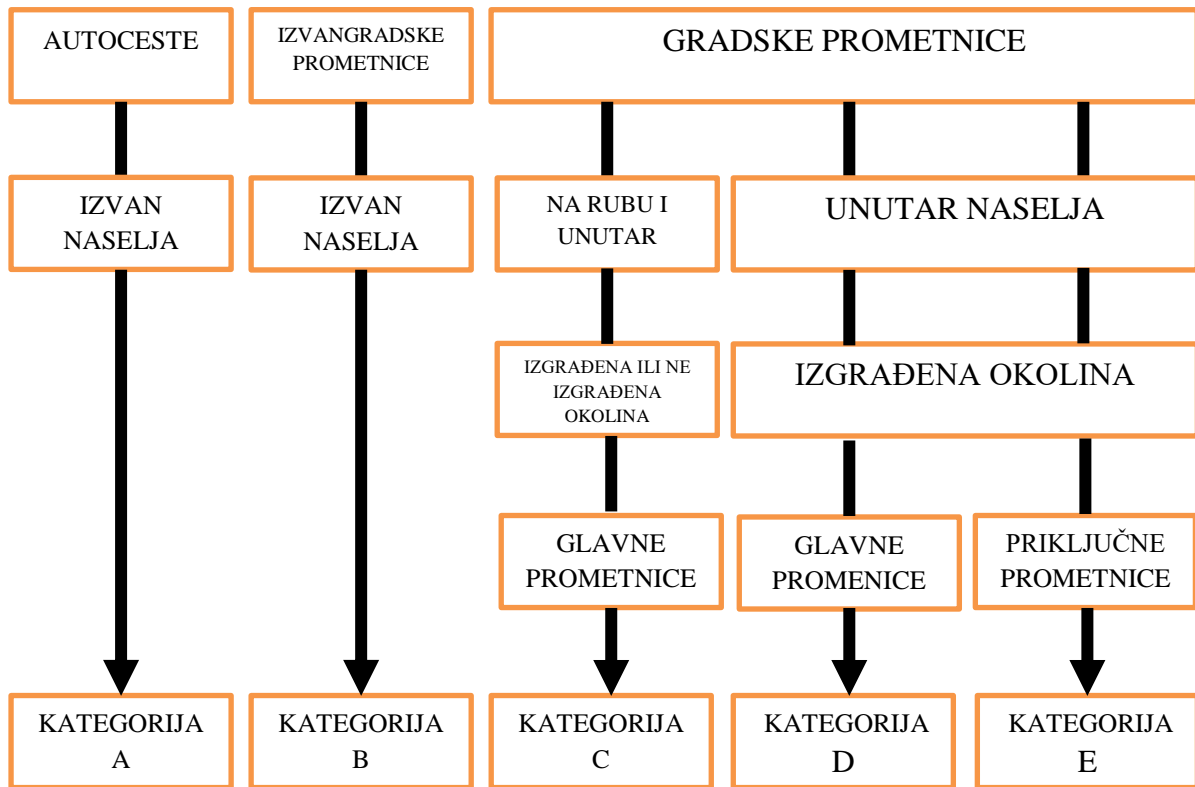 AUTOCESTE
IZVANGRADSKE
PROMETNICE
GRADSKE PROMETNICE
IZVAN
NASELJA
IZVAN
NASELJA
NA RUBU I
UNUTAR
UNUTAR NASELJA
IZGRAĐENA ILI NE
IZGRAĐENA
OKOLINA
IZGRAĐENA OKOLINA
GLAVNE
PROMETNICE
GLAVNE
PROMENICE
PRIKLJUČNE
PROMETNICE
KATEGORIJA
A
KATEGORIJA
B
KATEGORIJA
C
KATEGORIJA
D
KATEGORIJA
E